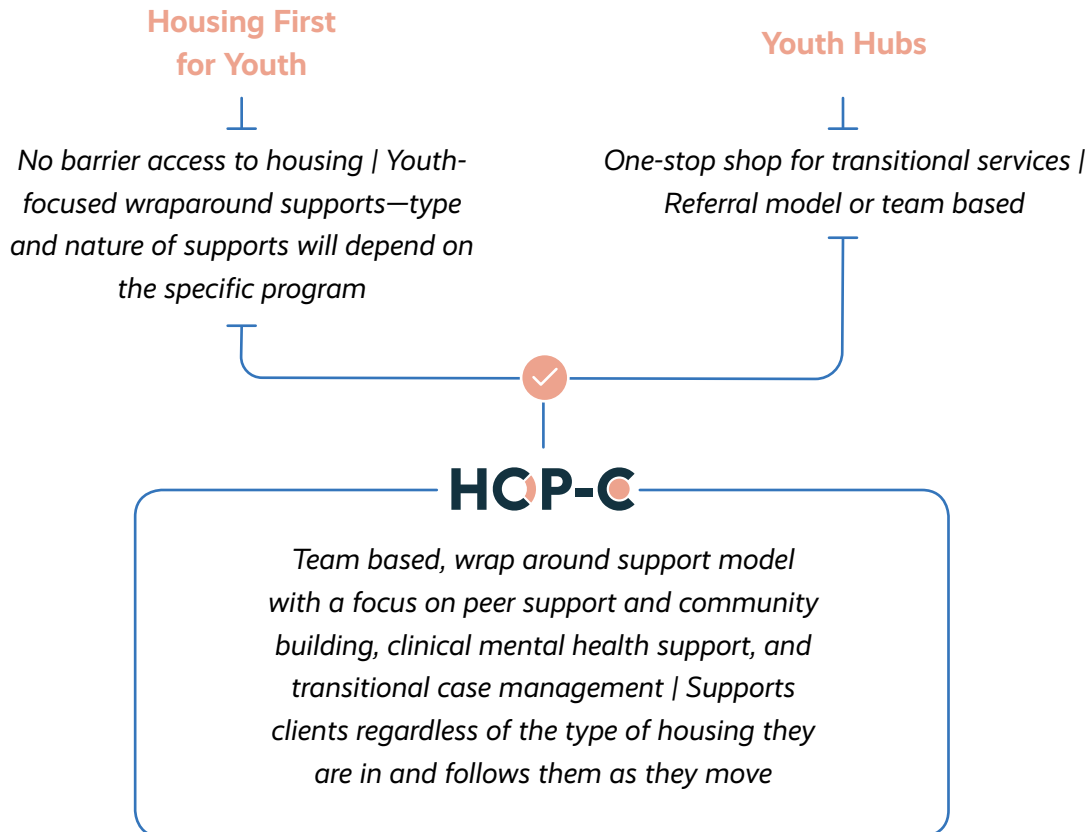 Housing First
for Youth
No barrier access to housing | Youth-
focused wraparound supports—type
and nature of supports will depend on
the specific program
Youth Hubs
One-stop shop for transitional services |
Referral model or team based
HOP-C
Team based, wrap around support model
with a focus on peer support and community
building, clinical mental health support, and
transitional case management | Supports
clients regardless of the type of housing they
are in and follows them as they move